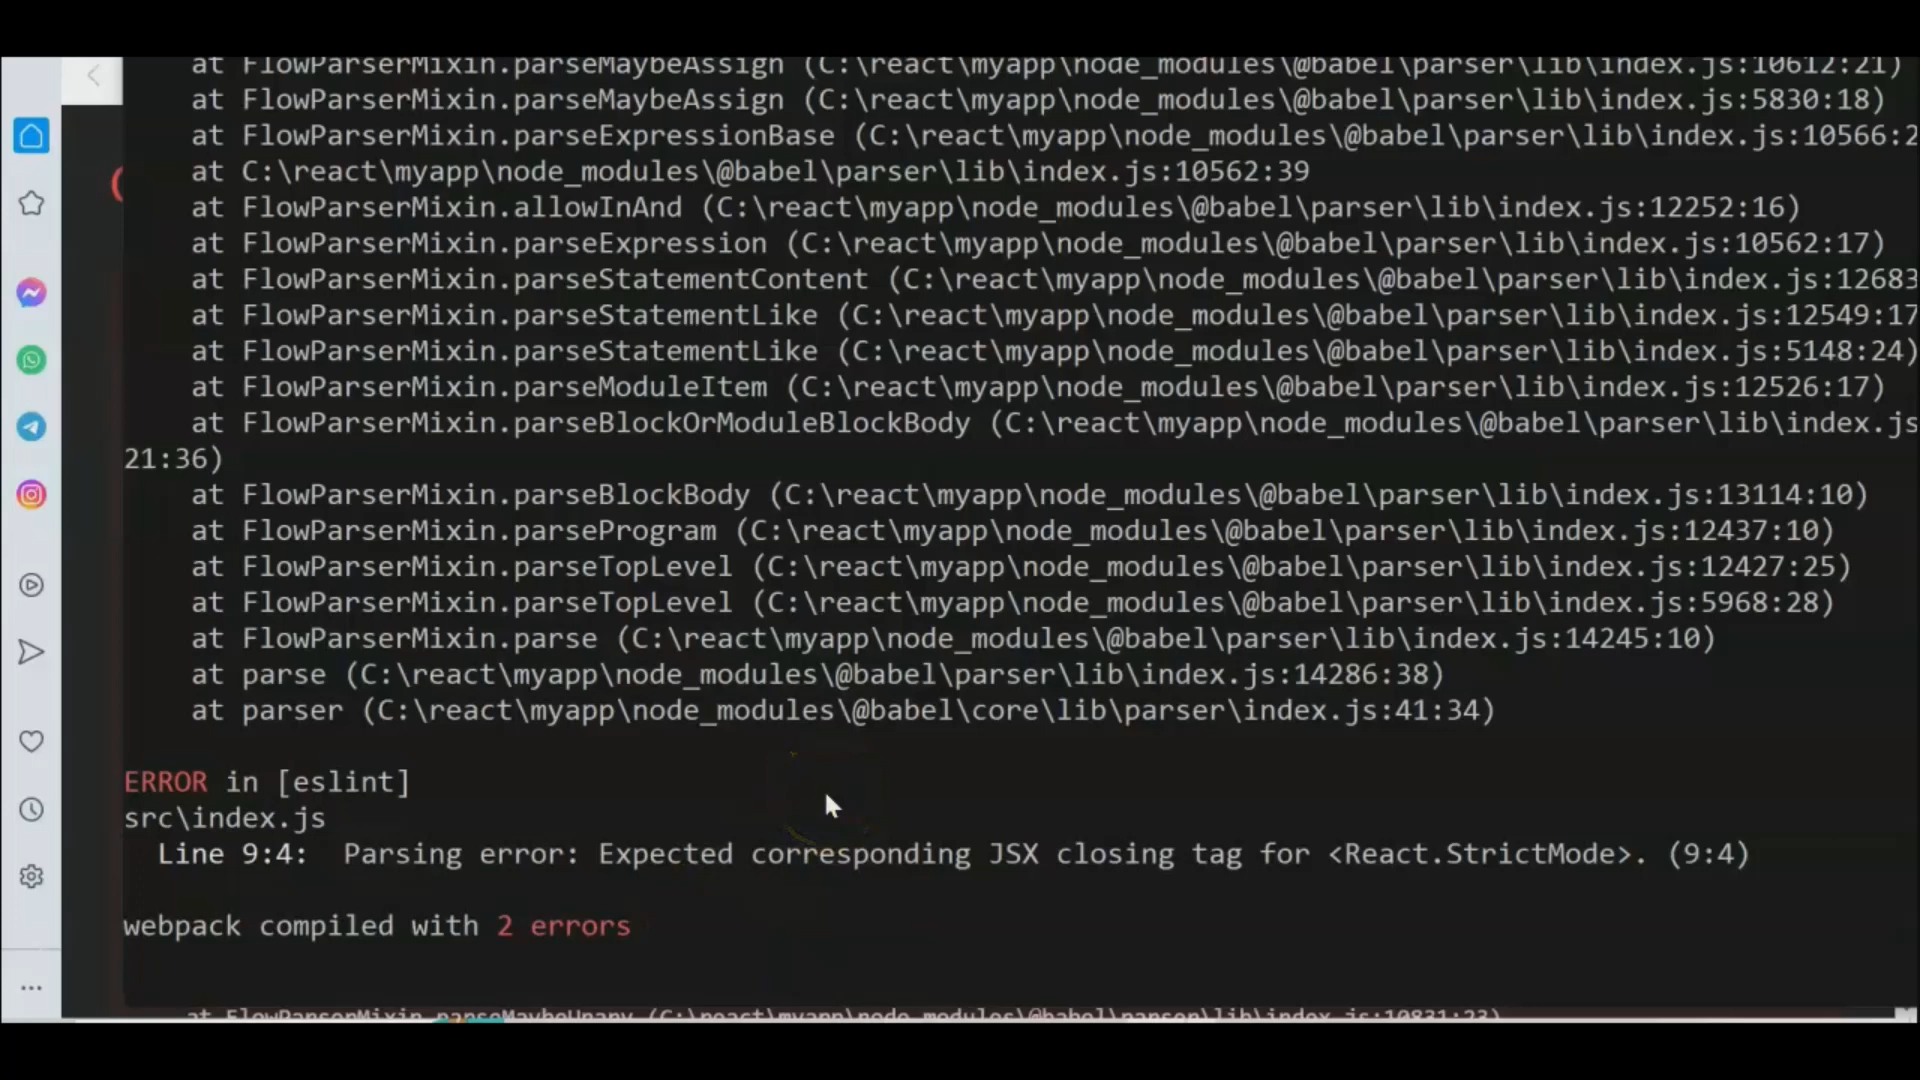 at FlowParserMixin.parseMaybeAssign (C:\react\myapp\node_modules\@babel\parser\lib\index.js:10612:21)
at FlowParserMixin.parseMaybeAssign (C:\react\myapp\node_modules\@babel\parser\lib\index.js:5830:18)
at FlowParserMixin.parseExpressionBase (C:\react\myapp\node_modules\@babel\parser\lib\index.js:10566:2
at C:\react\myapp\node_modules\@babel\parser\lib\index.js:10562:39
at FlowParserMixin.allowInAnd (C:\react\myapp\node_modules\@babel\parser\lib\index.js:12252:16)
at FlowParserMixin.parseExpression (C:\react\myapp\node_modules\@babel\parser\lib\index.js:10562:17)
at FlowParserMixin.parseStatementContent (C:\react\myapp\node_modules\@babel\parser\lib\index.js:12683
at FlowParserMixin.parseStatementLike (C:\react\myapp\node_modules\@babel\parser\lib\index.js:12549:17
at FlowParserMixin.parseStatementLike (C:\react\myapp\node_modules\@babel\parser\lib\index.js:5148:24)
at FlowParserMixin.parseModuleItem (C:\react\myapp\node_modules\@babel\parser\lib\index.js:12526:17)
at FlowParserMixin.parseBlockOrModuleBlockBody (C:\react\myapp\node_modules\@babel\parser\lib\index.js
21:36)
at FlowParserMixin.parseBlockBody (C:\react\myapp\node_modules\@babel\parser\lib\index.js:13114:10)
at FlowParserMixin.parseProgram (C:\react\myapp\node_modules\@babel\parser\lib\index.js:12437:10)
at FlowParserMixin.parseTopLevel (C:\react\myapp\node_modules\@babel\parser\lib\index.js:12427:25)
at FlowParserMixin.parseTopLevel (C:\react\myapp\node_modules\@babel\parser\lib\index.js:5968:28)
at FlowParserMixin.parse (C:\react\myapp\node_modules\@babel\parser\lib\index.js:14245:10)
at parse (C:\react\myapp\node_modules\@babel\parser\lib\index.js:14286:38)
at parser (C:\react\myapp\node_modules\@babel\core\lib\parser\index.js:41:34)
ERROR in [eslint]
src\index.js
Line 9:4: Parsing error: Expected corresponding JSX closing tag for <React.StrictMode>. (9:4)
webpack compiled with 2 errors
at FlowParserMixin.parseMaybeUnary (C:\react\myapp\node_modules\@babel\parser\lib\index.js:10831:23)